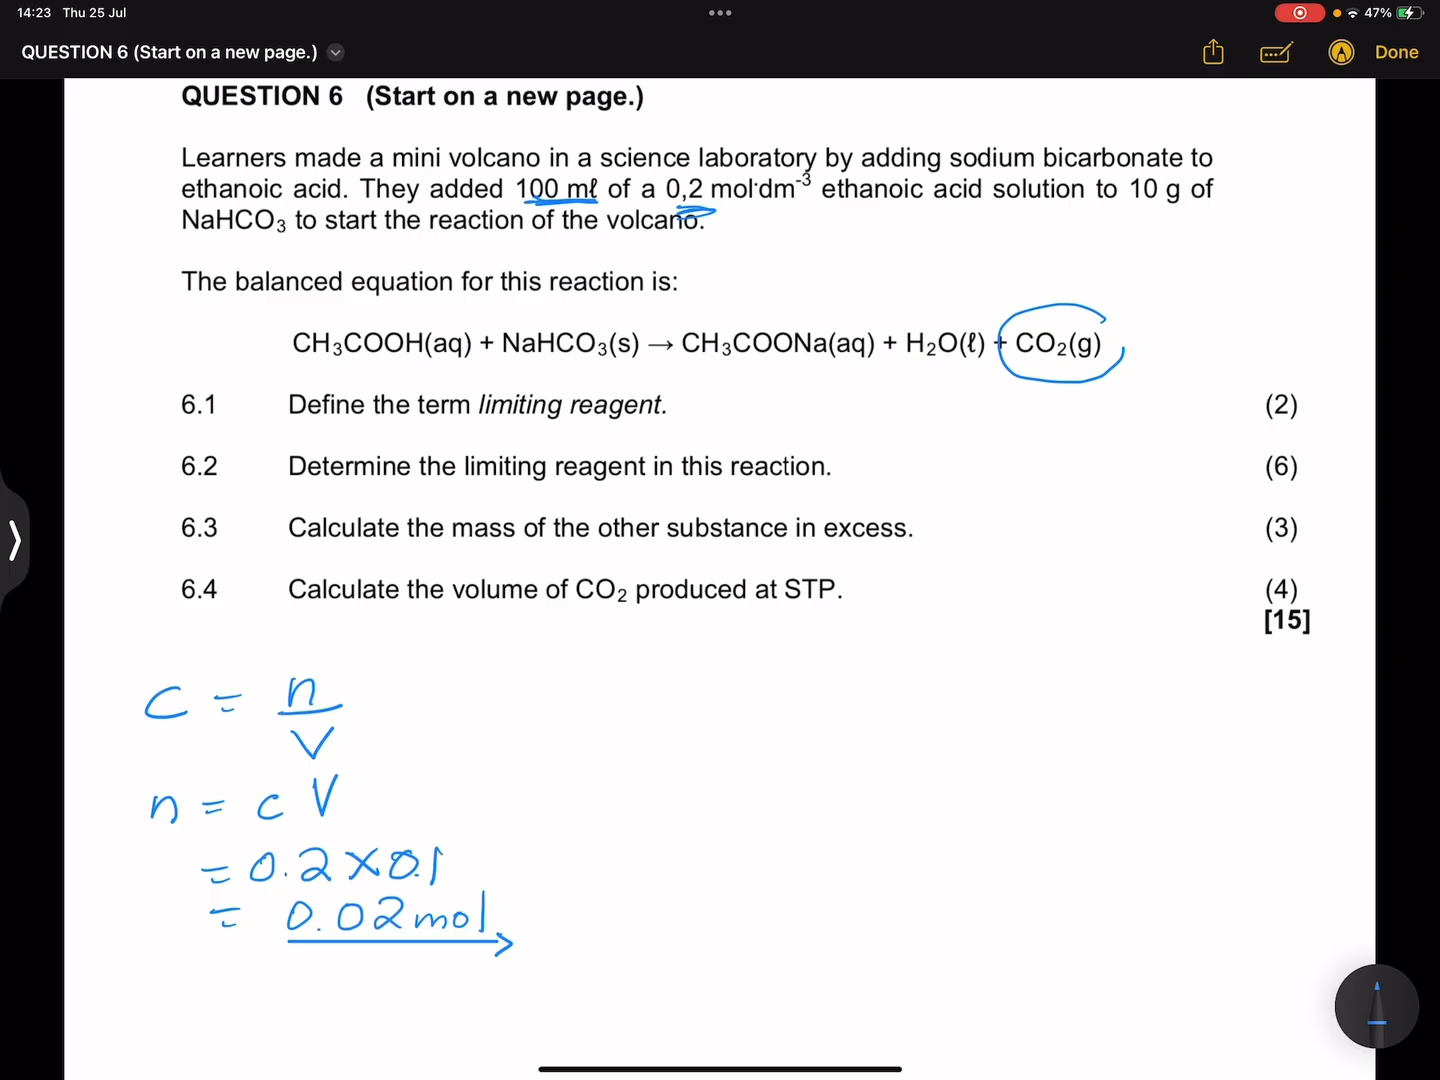 14:23 Thu 25 Jul
47%
QUESTION 6 (Start on a new page.)
Done
QUESTION 6 (Start on a new page.)
Learners made a mini volcano in a science laboratory by adding sodium bicarbonate to
ethanoic acid. They added 100 mℓ of a 0,2 mol·dm⁻³ ethanoic acid solution to 10 g of
NaHCO₃ to start the reaction of the volcano.
The balanced equation for this reaction is:
CH₃COOH(aq) + NaHCO₃(s) → CH₃COONa(aq) + H₂O(ℓ) + CO₂(g)
6.1 Define the term limiting reagent. (2)
6.2 Determine the limiting reagent in this reaction. (6)
6.3 Calculate the mass of the other substance in excess. (3)
6.4 Calculate the volume of CO₂ produced at STP. (4)
[15]
c = n
V
n = c V
= 0.2 × 0.1
= 0.02 mol